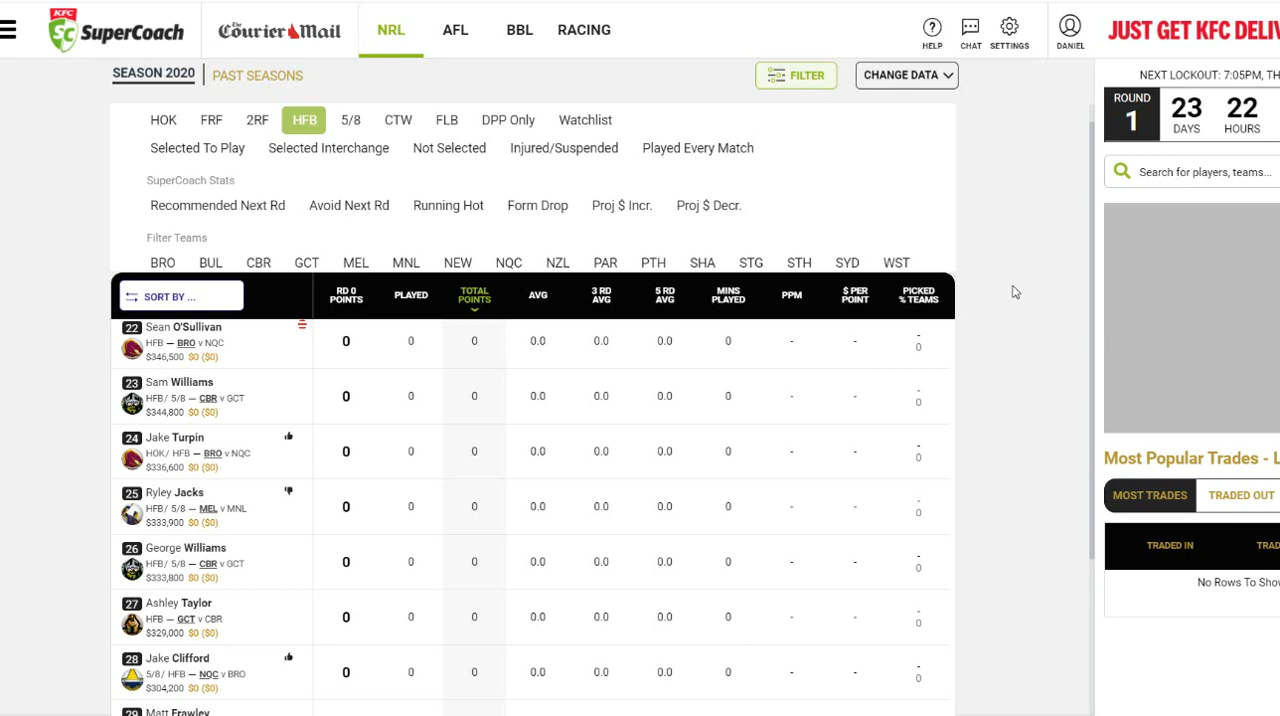 KFC
SC SuperCoach
The Courier Mail
NRL
AFL
BBL
RACING
HELP
CHAT
SETTINGS
DANIEL
JUST GET KFC DELIV
SEASON 2020
PAST SEASONS
FILTER
CHANGE DATA
NEXT LOCKOUT: 7:05PM, TH
ROUND 1
23 DAYS
22 HOURS
Search for players, teams...
HOK FRF 2RF HFB 5/8 CTW FLB DPP Only Watchlist
Selected To Play Selected Interchange Not Selected Injured/Suspended Played Every Match
SuperCoach Stats
Recommended Next Rd Avoid Next Rd Running Hot Form Drop Proj $ Incr. Proj $ Decr.
Filter Teams
BRO BUL CBR GCT MEL MNL NEW NQC NZL PAR PTH SHA STG STH SYD WST
SORT BY ...
RD 0 POINTS
PLAYED
TOTAL POINTS
AVG
3 RD AVG
5 RD AVG
MINS PLAYED
PPM
$ PER POINT
PICKED % TEAMS
22 Sean O'Sullivan
HFB — BRO v NQC
$346,500 $0 ($0)
0 0 0 0.0 0.0 0.0 0 - - - 0
23 Sam Williams
HFB/ 5/8 — CBR v GCT
$344,800 $0 ($0)
0 0 0 0.0 0.0 0.0 0 - - - 0
24 Jake Turpin
HOK/ HFB — BRO v NQC
$336,600 $0 ($0)
0 0 0 0.0 0.0 0.0 0 - - - 0
25 Ryley Jacks
HFB/ 5/8 — MEL v MNL
$333,900 $0 ($0)
0 0 0 0.0 0.0 0.0 0 - - - 0
26 George Williams
HFB/ 5/8 — CBR v GCT
$333,800 $0 ($0)
0 0 0 0.0 0.0 0.0 0 - - - 0
27 Ashley Taylor
HFB — GCT v CBR
$329,000 $0 ($0)
0 0 0 0.0 0.0 0.0 0 - - - 0
28 Jake Clifford
5/8/ HFB — NQC v BRO
$304,200 $0 ($0)
0 0 0 0.0 0.0 0.0 0 - - - 0
29 Matt Frawley
Most Popular Trades - L
MOST TRADES
TRADED OUT
TRADED IN
TRAD
No Rows To Sho